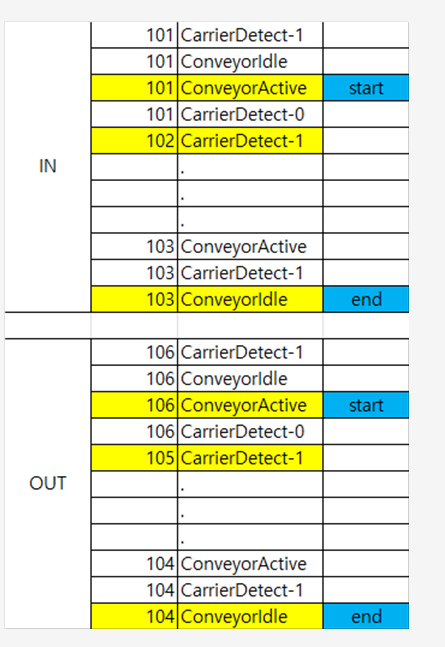 101 CarrierDetect-1
101 ConveyorIdle
101 ConveyorActive start
101 CarrierDetect-0
102 CarrierDetect-1
IN .
.
.
103 ConveyorActive
103 CarrierDetect-1
103 ConveyorIdle end
106 CarrierDetect-1
106 ConveyorIdle
106 ConveyorActive start
106 CarrierDetect-0
105 CarrierDetect-1
OUT .
.
.
104 ConveyorActive
104 CarrierDetect-1
104 ConveyorIdle end